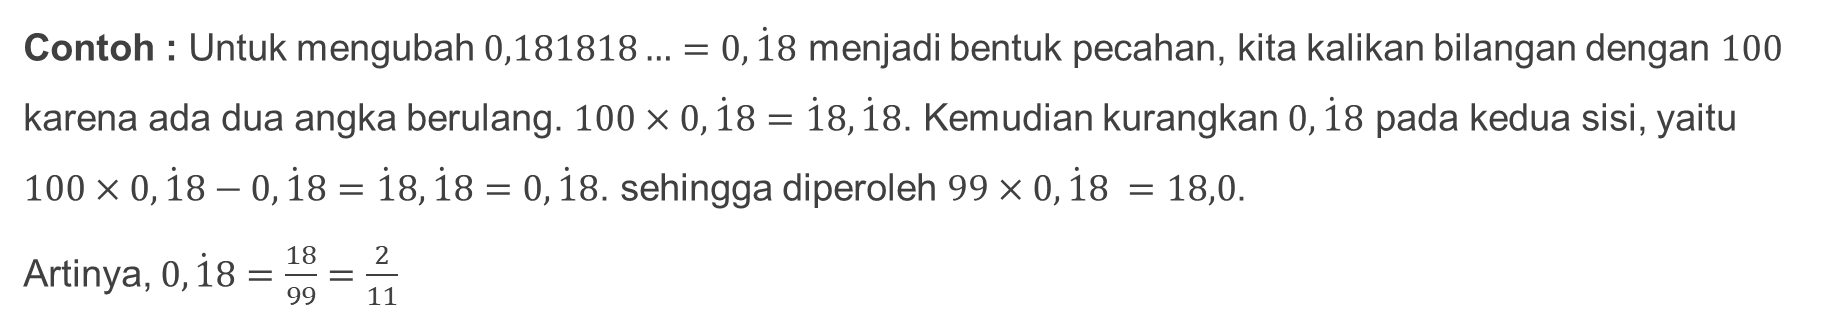 Contoh : Untuk mengubah 0,181818 ... = 0, 1̇8 menjadi bentuk pecahan, kita kalikan bilangan dengan 100
karena ada dua angka berulang. 100 × 0, 1̇8 = 1̇8, 1̇8. Kemudian kurangkan 0, 1̇8 pada kedua sisi, yaitu
100 × 0, 1̇8 − 0, 1̇8 = 1̇8, 1̇8 = 0, 1̇8. sehingga diperoleh 99 × 0, 1̇8 = 18,0.
Artinya, 0, 1̇8 = 18/99 = 2/11